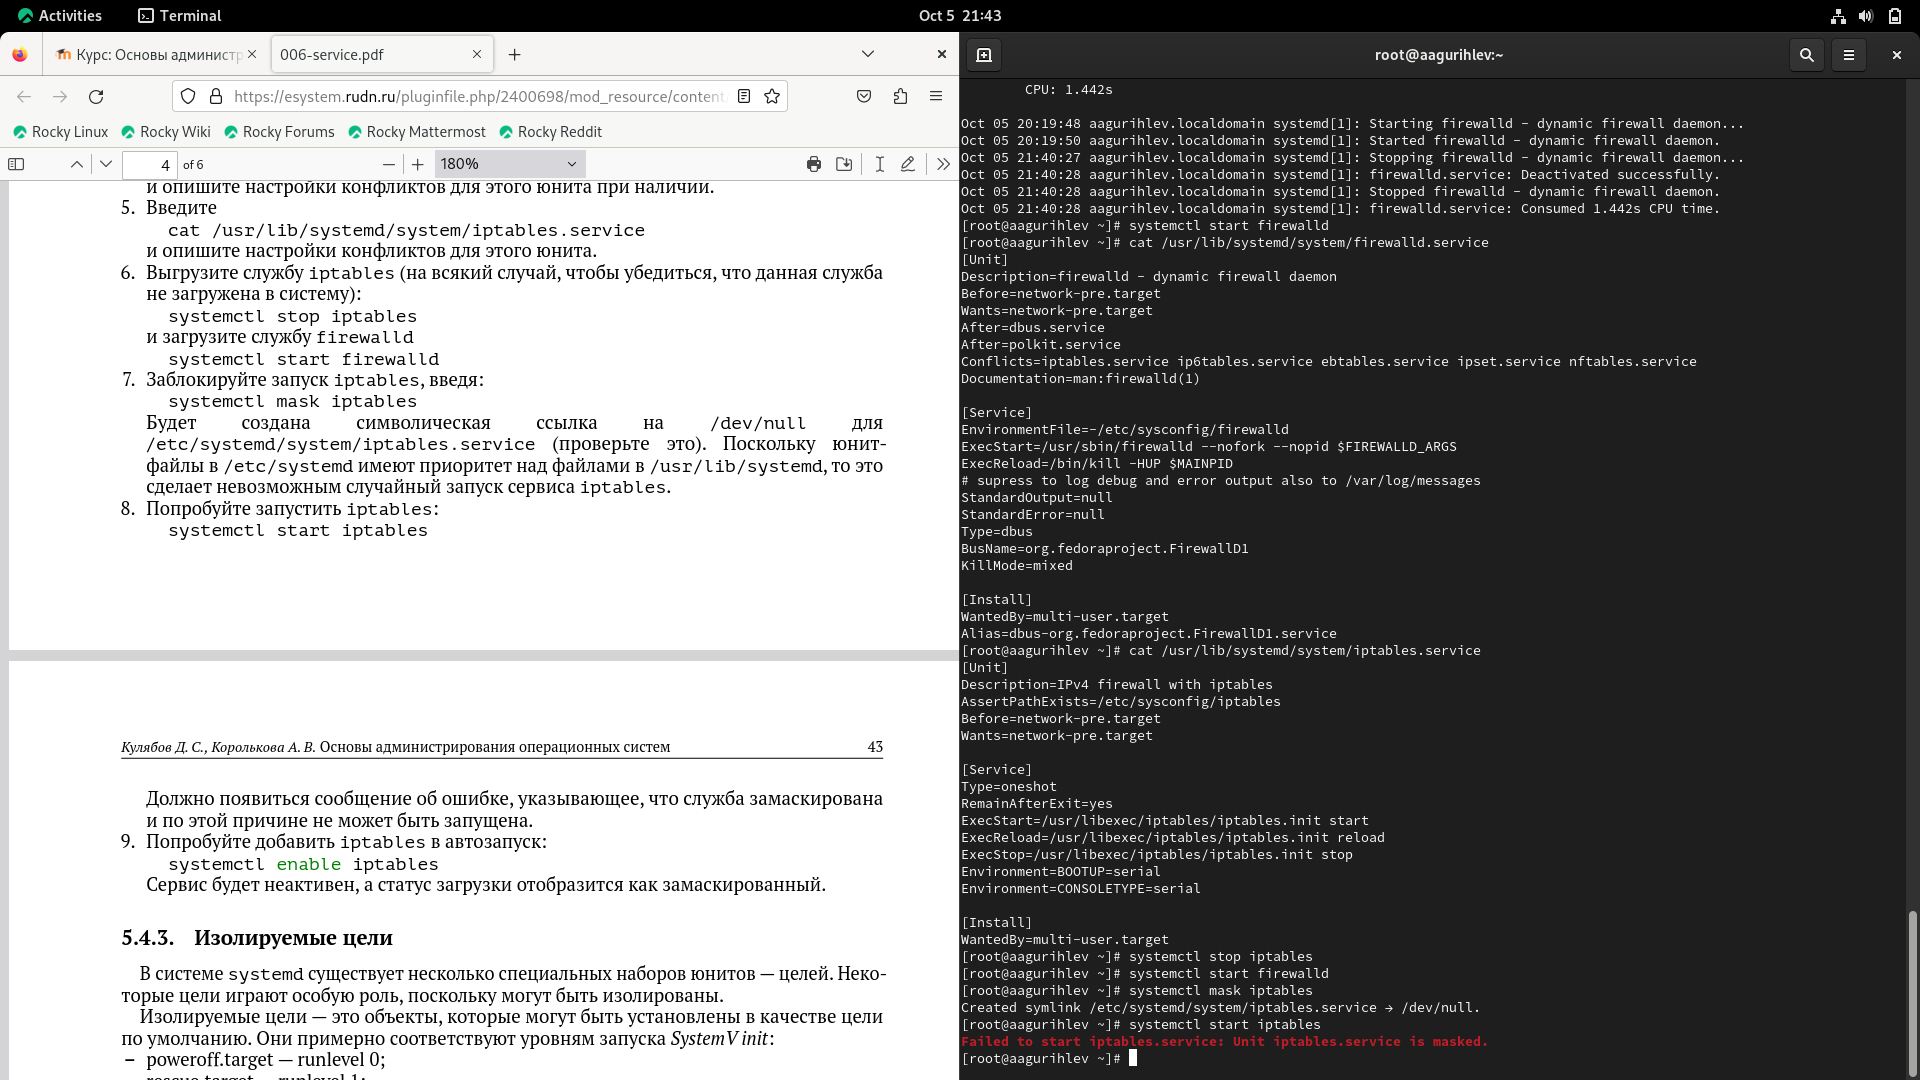 Activities
Terminal
Oct 5 21:43
Курс: Основы администр
006-service.pdf
https://esystem.rudn.ru/pluginfile.php/2400698/mod_resource/content
Rocky Linux
Rocky Wiki
Rocky Forums
Rocky Mattermost
Rocky Reddit
4 of 6
180%
и опишите настройки конфликтов для этого юнита при наличии.
5. Введите
cat /usr/lib/systemd/system/iptables.service
и опишите настройки конфликтов для этого юнита.
6. Выгрузите службу iptables (на всякий случай, чтобы убедиться, что данная служба
не загружена в систему):
systemctl stop iptables
и загрузите службу firewalld
systemctl start firewalld
7. Заблокируйте запуск iptables, введя:
systemctl mask iptables
Будет создана символическая ссылка на /dev/null для
/etc/systemd/system/iptables.service (проверьте это). Поскольку юнит-
файлы в /etc/systemd имеют приоритет над файлами в /usr/lib/systemd, то это
сделает невозможным случайный запуск сервиса iptables.
8. Попробуйте запустить iptables:
systemctl start iptables
Кулябов Д. С., Королькова А. В. Основы администрирования операционных систем 43
Должно появиться сообщение об ошибке, указывающее, что служба замаскирована
и по этой причине не может быть запущена.
9. Попробуйте добавить iptables в автозапуск:
systemctl enable iptables
Сервис будет неактивен, а статус загрузки отобразится как замаскированный.
5.4.3. Изолируемые цели
В системе systemd существует несколько специальных наборов юнитов — целей. Неко-
торые цели играют особую роль, поскольку могут быть изолированы.
Изолируемые цели — это объекты, которые могут быть установлены в качестве цели
по умолчанию. Они примерно соответствуют уровням запуска SystemV init:
– poweroff.target — runlevel 0;
rescue.target — runlevel 1;
root@aagurihlev:~
CPU: 1.442s
Oct 05 20:19:48 aagurihlev.localdomain systemd[1]: Starting firewalld - dynamic firewall daemon...
Oct 05 20:19:50 aagurihlev.localdomain systemd[1]: Started firewalld - dynamic firewall daemon.
Oct 05 21:40:27 aagurihlev.localdomain systemd[1]: Stopping firewalld - dynamic firewall daemon...
Oct 05 21:40:28 aagurihlev.localdomain systemd[1]: firewalld.service: Deactivated successfully.
Oct 05 21:40:28 aagurihlev.localdomain systemd[1]: Stopped firewalld - dynamic firewall daemon.
Oct 05 21:40:28 aagurihlev.localdomain systemd[1]: firewalld.service: Consumed 1.442s CPU time.
[root@aagurihlev ~]# systemctl start firewalld
[root@aagurihlev ~]# cat /usr/lib/systemd/system/firewalld.service
[Unit]
Description=firewalld - dynamic firewall daemon
Before=network-pre.target
Wants=network-pre.target
After=dbus.service
After=polkit.service
Conflicts=iptables.service ip6tables.service ebtables.service ipset.service nftables.service
Documentation=man:firewalld(1)
[Service]
EnvironmentFile=-/etc/sysconfig/firewalld
ExecStart=/usr/sbin/firewalld --nofork --nopid $FIREWALLD_ARGS
ExecReload=/bin/kill -HUP $MAINPID
# supress to log debug and error output also to /var/log/messages
StandardOutput=null
StandardError=null
Type=dbus
BusName=org.fedoraproject.FirewallD1
KillMode=mixed
[Install]
WantedBy=multi-user.target
Alias=dbus-org.fedoraproject.FirewallD1.service
[root@aagurihlev ~]# cat /usr/lib/systemd/system/iptables.service
[Unit]
Description=IPv4 firewall with iptables
AssertPathExists=/etc/sysconfig/iptables
Before=network-pre.target
Wants=network-pre.target
[Service]
Type=oneshot
RemainAfterExit=yes
ExecStart=/usr/libexec/iptables/iptables.init start
ExecReload=/usr/libexec/iptables/iptables.init reload
ExecStop=/usr/libexec/iptables/iptables.init stop
Environment=BOOTUP=serial
Environment=CONSOLETYPE=serial
[Install]
WantedBy=multi-user.target
[root@aagurihlev ~]# systemctl stop iptables
[root@aagurihlev ~]# systemctl start firewalld
[root@aagurihlev ~]# systemctl mask iptables
Created symlink /etc/systemd/system/iptables.service → /dev/null.
[root@aagurihlev ~]# systemctl start iptables
Failed to start iptables.service: Unit iptables.service is masked.
[root@aagurihlev ~]#